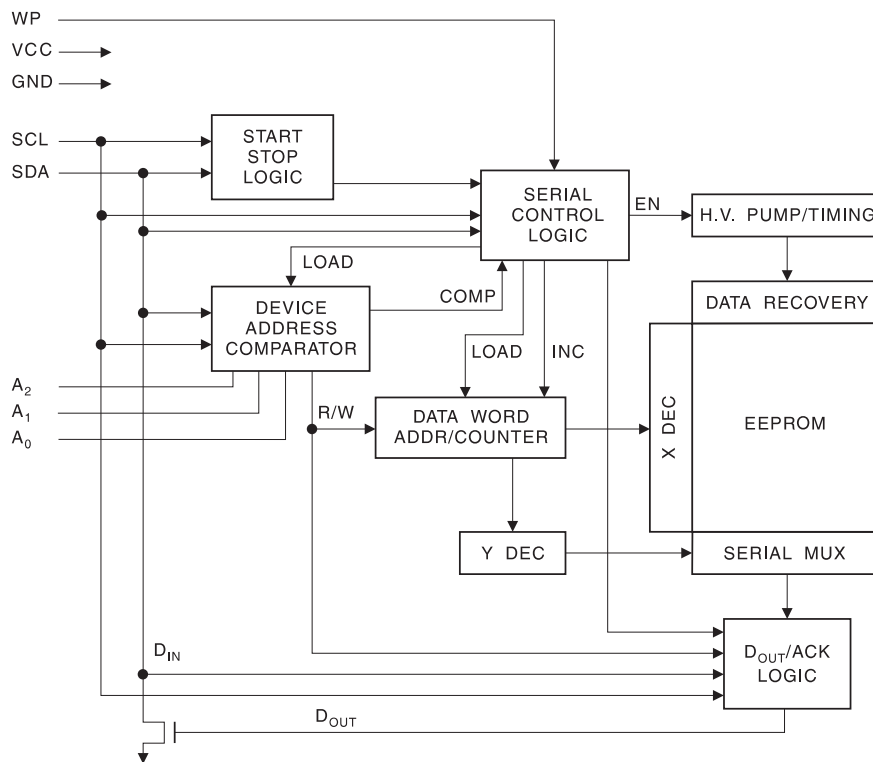 WP
VCC
GND
SCL
SDA
START
STOP
LOGIC
SERIAL
CONTROL
LOGIC
EN
H.V. PUMP/TIMING
LOAD
COMP
DEVICE
ADDRESS
COMPARATOR
DATA RECOVERY
LOAD
INC
A2
A1
A0
R/W
DATA WORD
ADDR/COUNTER
X DEC
EEPROM
Y DEC
SERIAL MUX
DIN
DOUT/ACK
LOGIC
DOUT